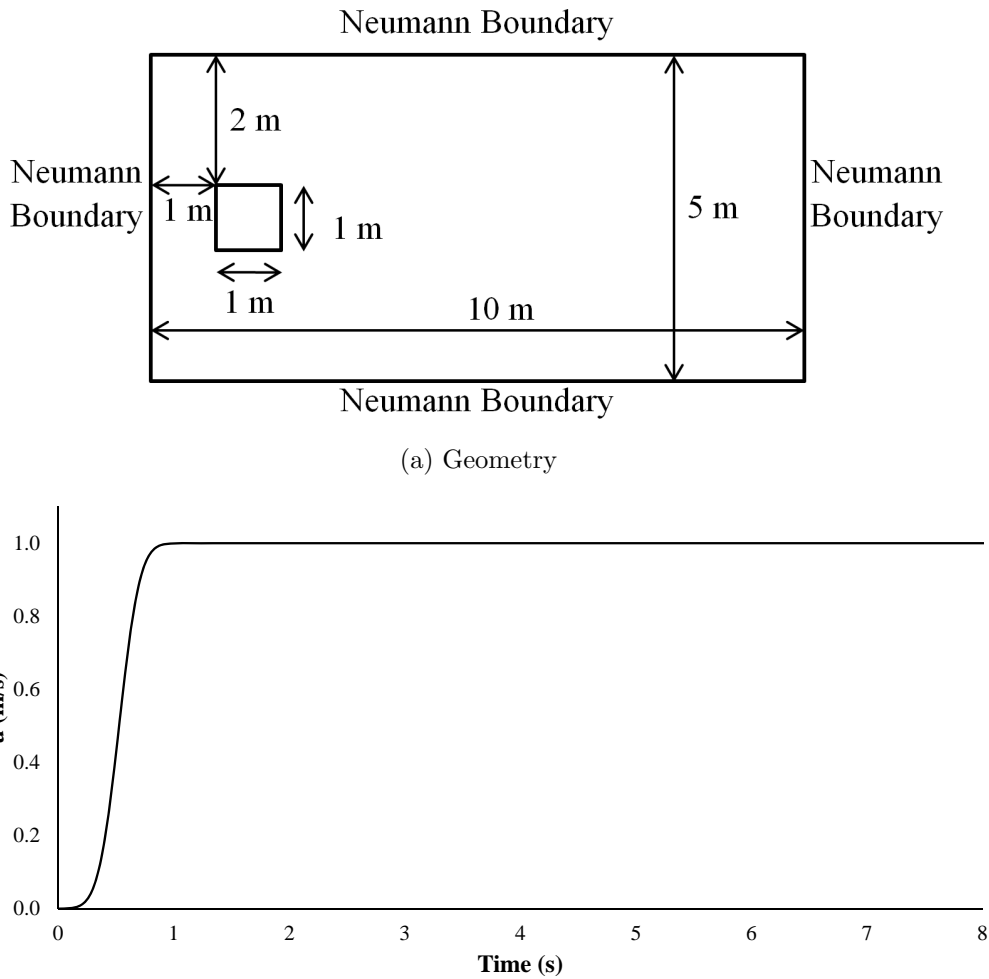 Neumann Boundary
2 m
Neumann
Boundary
1 m
1 m
1 m
5 m
Neumann
Boundary
10 m
Neumann Boundary
(a) Geometry
1.0
0.8
0.6
0.4
0.2
0.0
0 1 2 3 4 5 6 7 8
Time (s)